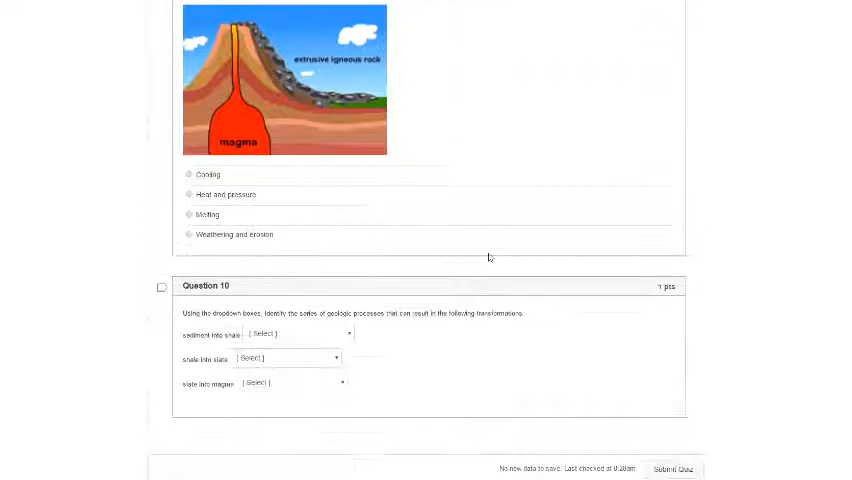 extrusive igneous rock
magma
Cooling
Heat and pressure
Melting
Weathering and erosion
Question 10
1 pts
Using the dropdown boxes, identify the series of geologic processes that can result in the following transformations:
sediment into shale [ Select ]
shale into slate [ Select ]
slate into magma [ Select ]
No new data to save. Last checked at 8:28am
Submit Quiz